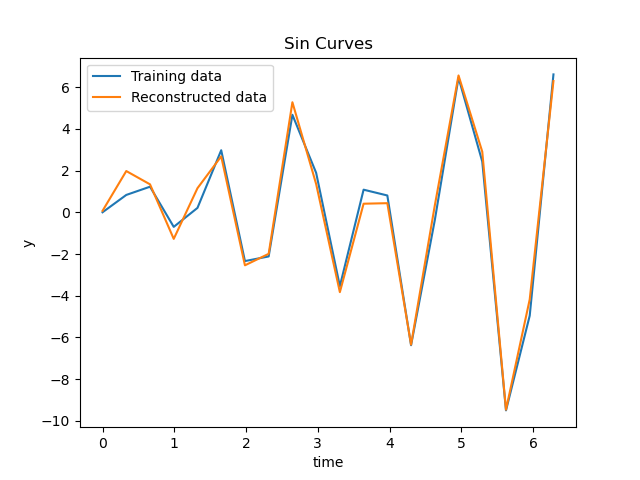 Sin Curves
Training data
Reconstructed data
6
4
2
0
−2
−4
−6
−8
−10
y
0 1 2 3 4 5 6
time